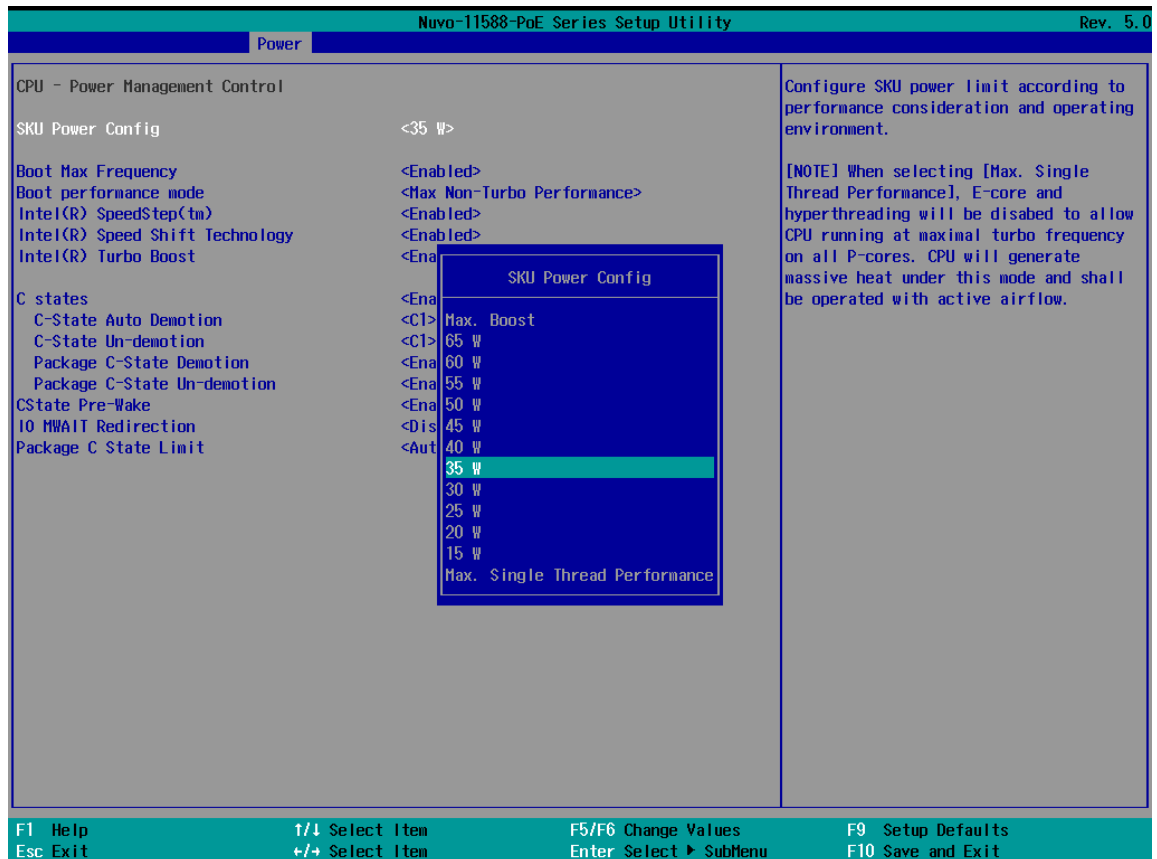 Nuvo-11588-PoE Series Setup Utility Rev. 5.0
Power
CPU - Power Management Control
SKU Power Config <35 W>
Boot Max Frequency <Enabled>
Boot performance mode <Max Non-Turbo Performance>
Intel(R) SpeedStep(tm) <Enabled>
Intel(R) Speed Shift Technology <Enabled>
Intel(R) Turbo Boost <Ena
C states <Ena
C-State Auto Demotion <C1>
C-State Un-demotion <C1>
Package C-State Demotion <Ena
Package C-State Un-demotion <Ena
CState Pre-Wake <Ena
IO MWAIT Redirection <Dis
Package C State Limit <Aut
SKU Power Config
Max. Boost
65 W
60 W
55 W
50 W
45 W
40 W
35 W
30 W
25 W
20 W
15 W
Max. Single Thread Performance
Configure SKU power limit according to
performance consideration and operating
environment.
[NOTE] When selecting [Max. Single
Thread Performance], E-core and
hyperthreading will be disabed to allow
CPU running at maximal turbo frequency
on all P-cores. CPU will generate
massive heat under this mode and shall
be operated with active airflow.
F1 Help ↑/↓ Select Item F5/F6 Change Values F9 Setup Defaults
Esc Exit ←/→ Select Item Enter Select ▶ SubMenu F10 Save and Exit